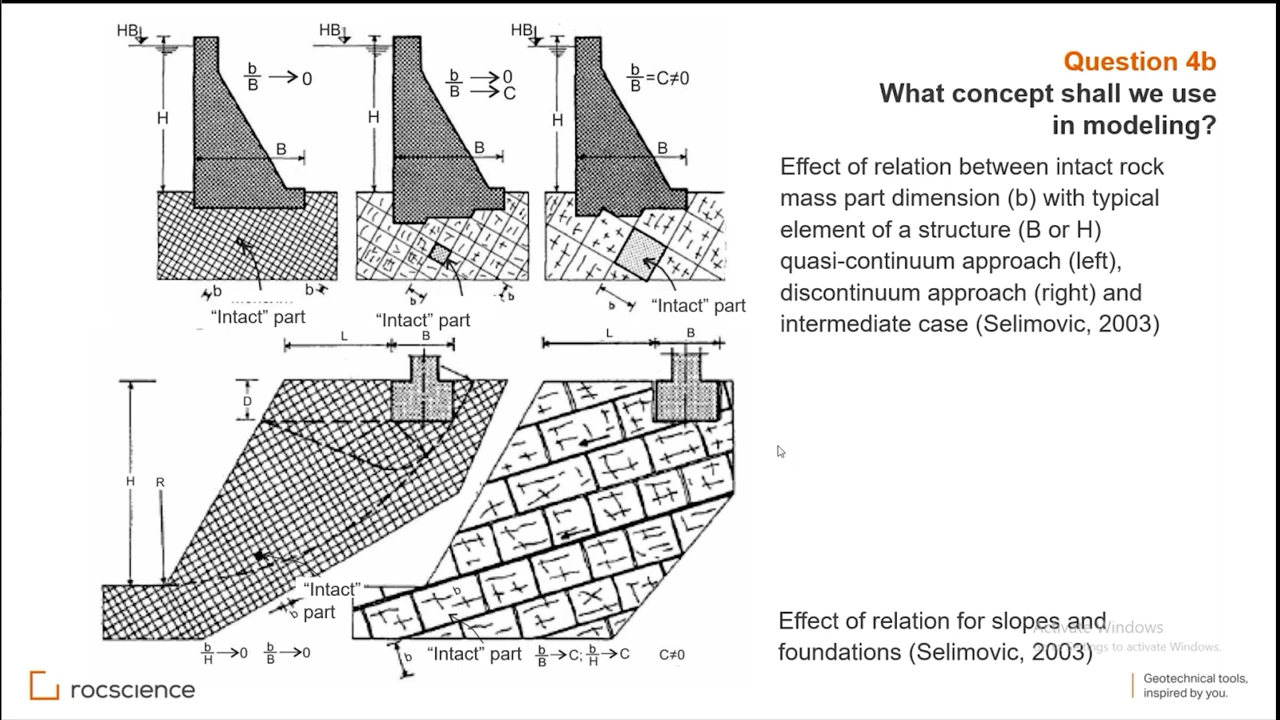 HB
HB
HB
b/B → 0
b/B → 0 → C
b/B = C≠0
H
H
H
B
B
B
b
b
b
b
b
"Intact" part
"Intact" part
"Intact" part
Question 4b
What concept shall we use
in modeling?
Effect of relation between intact rock
mass part dimension (b) with typical
element of a structure (B or H)
quasi-continuum approach (left),
discontinuum approach (right) and
intermediate case (Selimovic, 2003)
L
B
L
B
D
H
R
"Intact"
part
b
b
b
"Intact" part
b/H → 0 b/B → 0
b/B → C; b/H → C C≠0
Effect of relation for slopes and
foundations (Selimovic, 2003)
Activate Windows
to activate Windows.
rocscience
Geotechnical tools,
inspired by you.